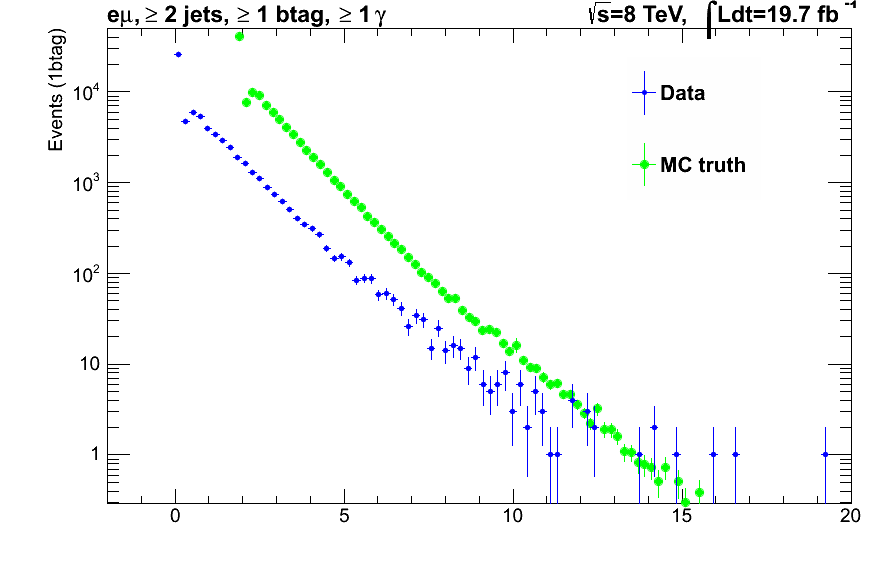 eμ, ≥ 2 jets, ≥ 1 btag, ≥ 1 γ
√s=8 TeV, ∫Ldt=19.7 fb⁻¹
Events (1btag)
Data
MC truth
10⁴
10³
10²
10
1
0 5 10 15 20